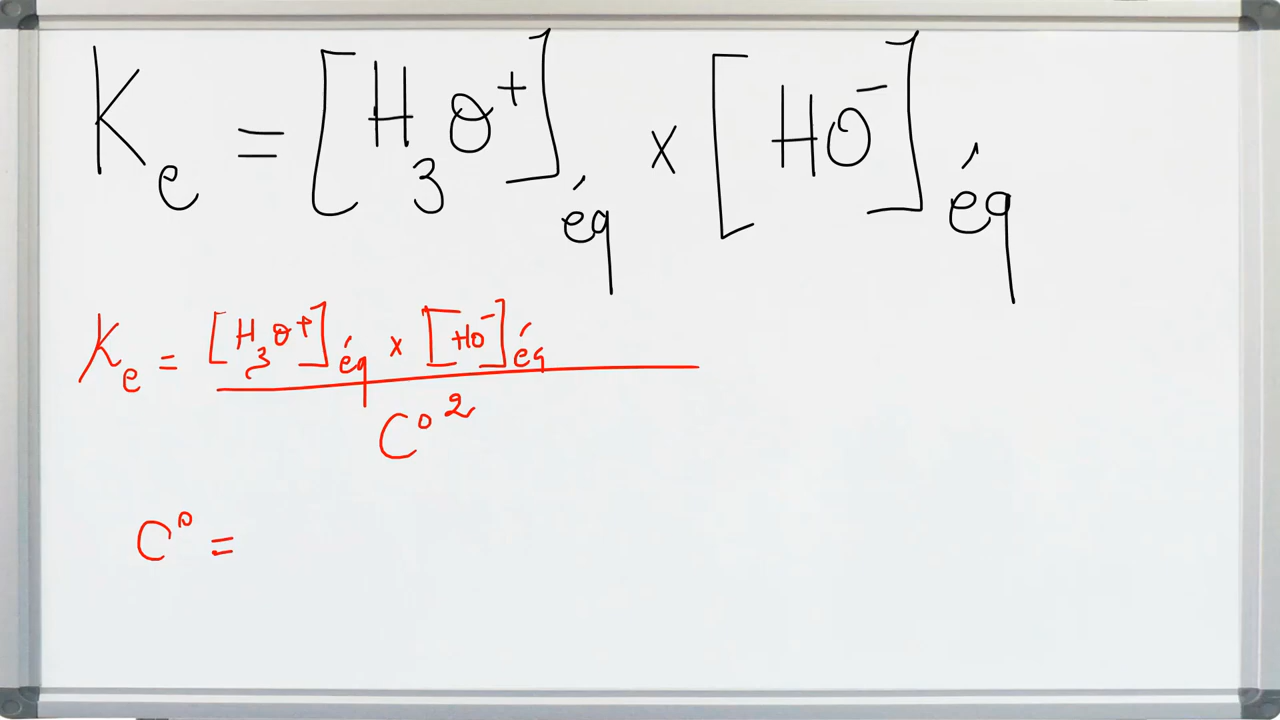 Ke = [H3O+]éq × [HO-]éq
Ke = [H3O+]éq × [HO-]éq
C° 2
C° =